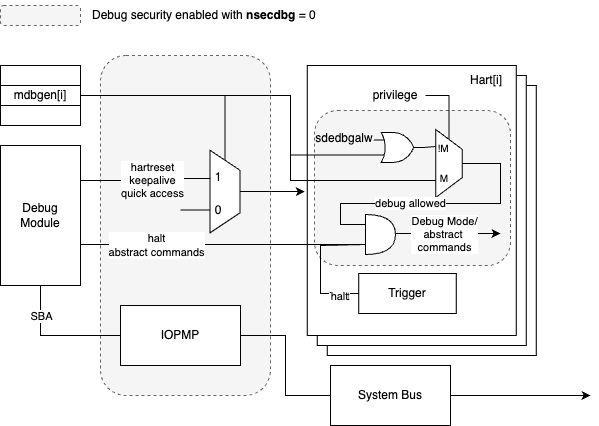 Debug security enabled with nsecdbg = 0
Hart[i]
mdbgen[i]
privilege
sdedbgalw
!M
M
hartreset
keepalive
quick access
1
0
debug allowed
Debug
Module
Debug Mode/
abstract
commands
halt
abstract commands
halt
Trigger
SBA
IOPMP
System Bus